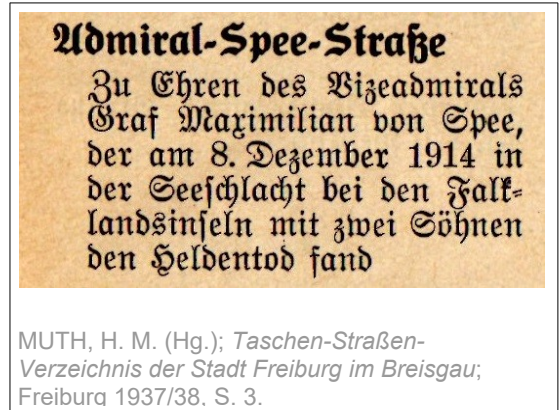 Admiral-Spee-Straße
Zu Ehren des Vizeadmirals
Graf Maximilian von Spee,
der am 8. Dezember 1914 in
der Seeschlacht bei den Falk-
landsinseln mit zwei Söhnen
den Heldentod fand
MUTH, H. M. (Hg.); Taschen-Straßen-
Verzeichnis der Stadt Freiburg im Breisgau;
Freiburg 1937/38, S. 3.